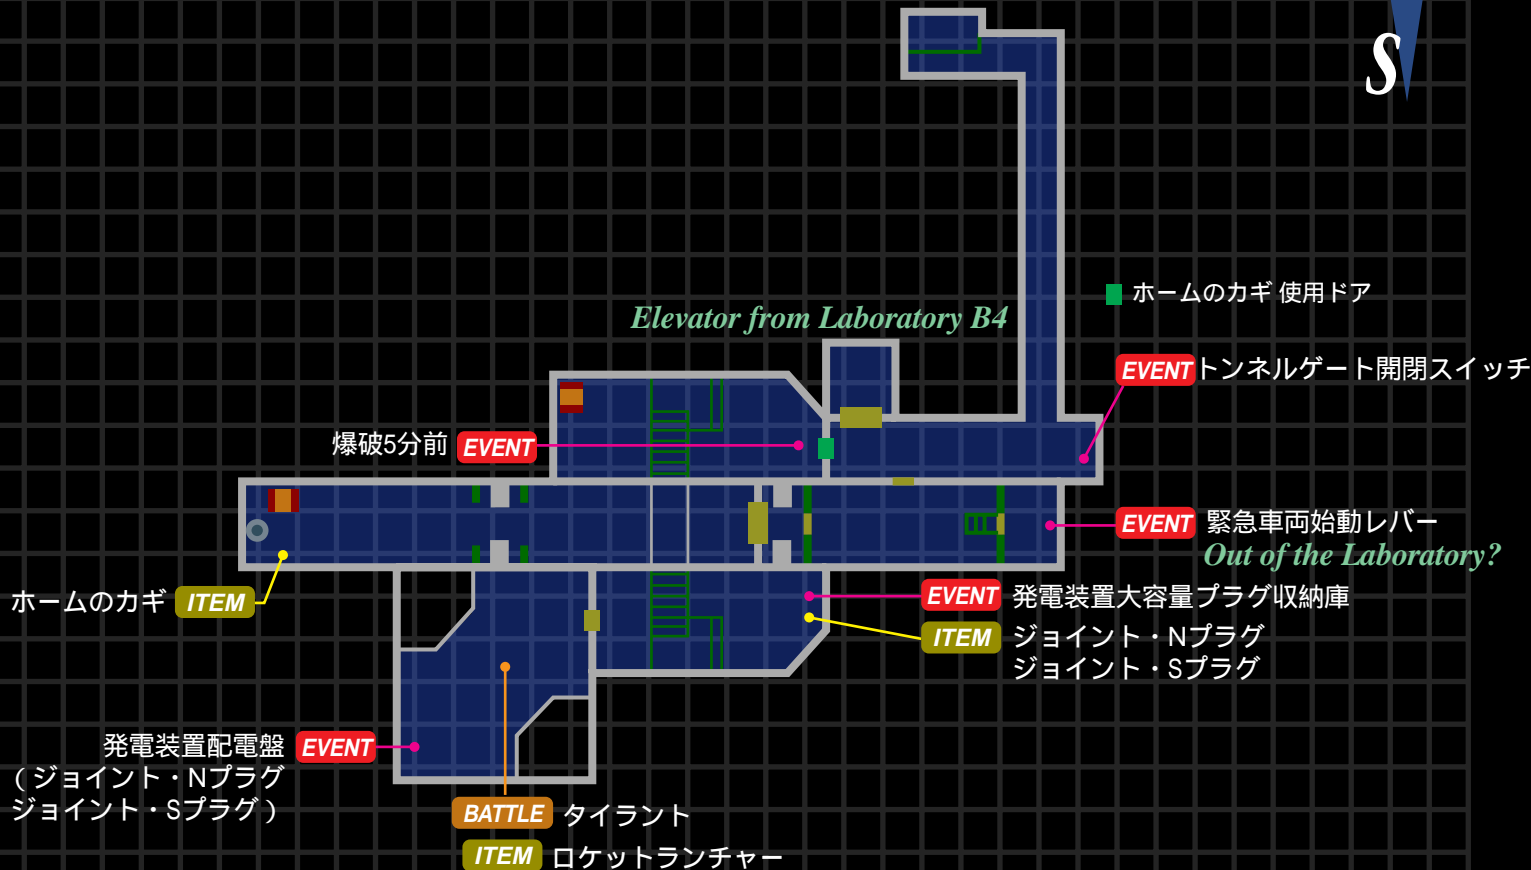 S
Elevator from Laboratory B4
ホームのカギ 使用ドア
EVENT トンネルゲート開閉スイッチ
爆破5分前 EVENT
EVENT 緊急車両始動レバー
Out of the Laboratory?
ホームのカギ ITEM
EVENT 発電装置大容量プラグ収納庫
ITEM ジョイント・Nプラグ
ジョイント・Sプラグ
発電装置配電盤 EVENT
(ジョイント・Nプラグ
ジョイント・Sプラグ)
BATTLE タイラント
ITEM ロケットランチャー